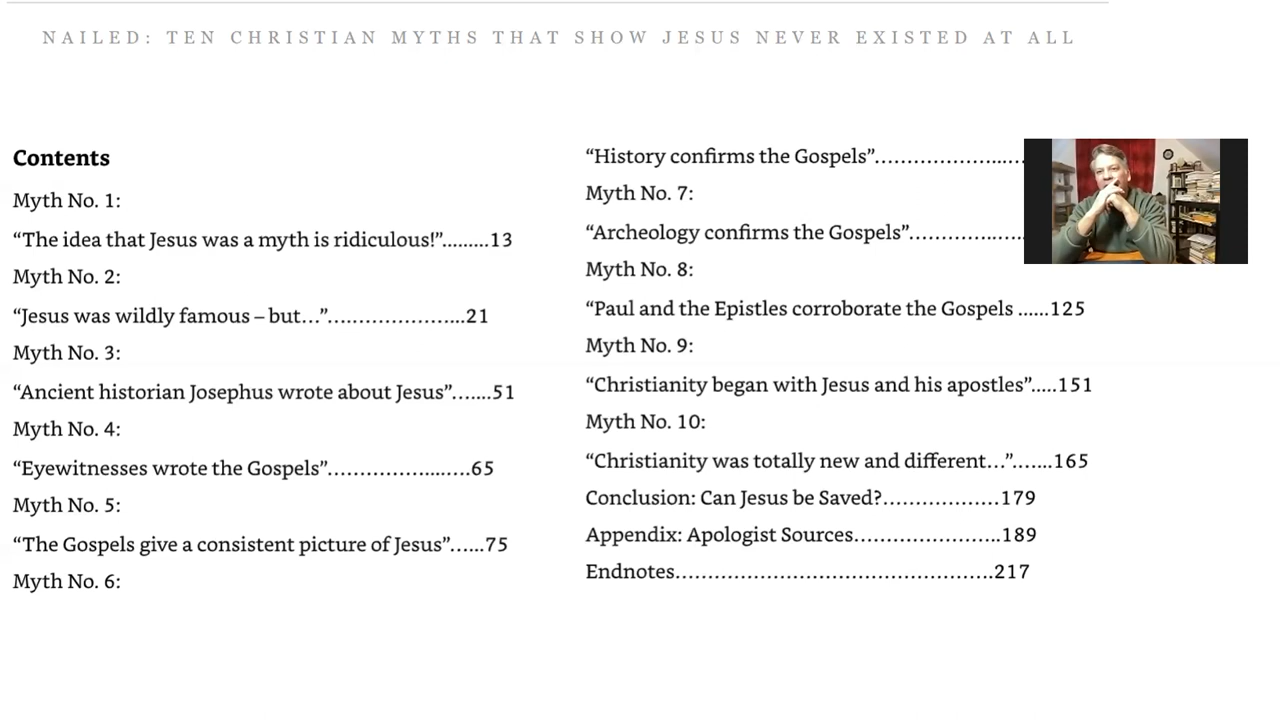 NAILED: TEN CHRISTIAN MYTHS THAT SHOW JESUS NEVER EXISTED AT ALL
Contents
Myth No. 1:
“The idea that Jesus was a myth is ridiculous!”.........13
Myth No. 2:
“Jesus was wildly famous – but…”…………………...21
Myth No. 3:
“Ancient historian Josephus wrote about Jesus”…....51
Myth No. 4:
“Eyewitnesses wrote the Gospels”……………....….65
Myth No. 5:
“The Gospels give a consistent picture of Jesus”…...75
Myth No. 6:
“History confirms the Gospels”…………………...….
Myth No. 7:
“Archeology confirms the Gospels”…………..…...
Myth No. 8:
“Paul and the Epistles corroborate the Gospels ......125
Myth No. 9:
“Christianity began with Jesus and his apostles”.....151
Myth No. 10:
“Christianity was totally new and different…”…....165
Conclusion: Can Jesus be Saved?………………..179
Appendix: Apologist Sources…………………..189
Endnotes………………………………………….217